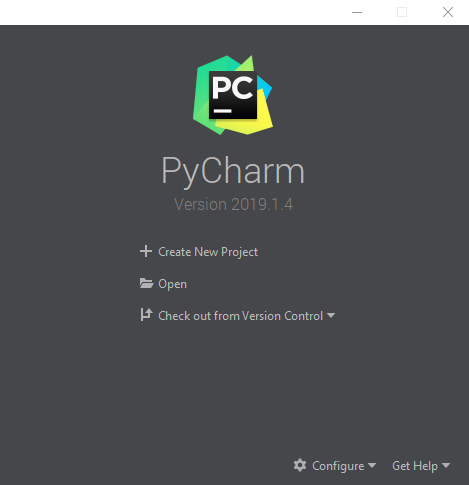 PC
PyCharm
Version 2019.1.4
Create New Project
Open
Check out from Version Control
Configure Get Help